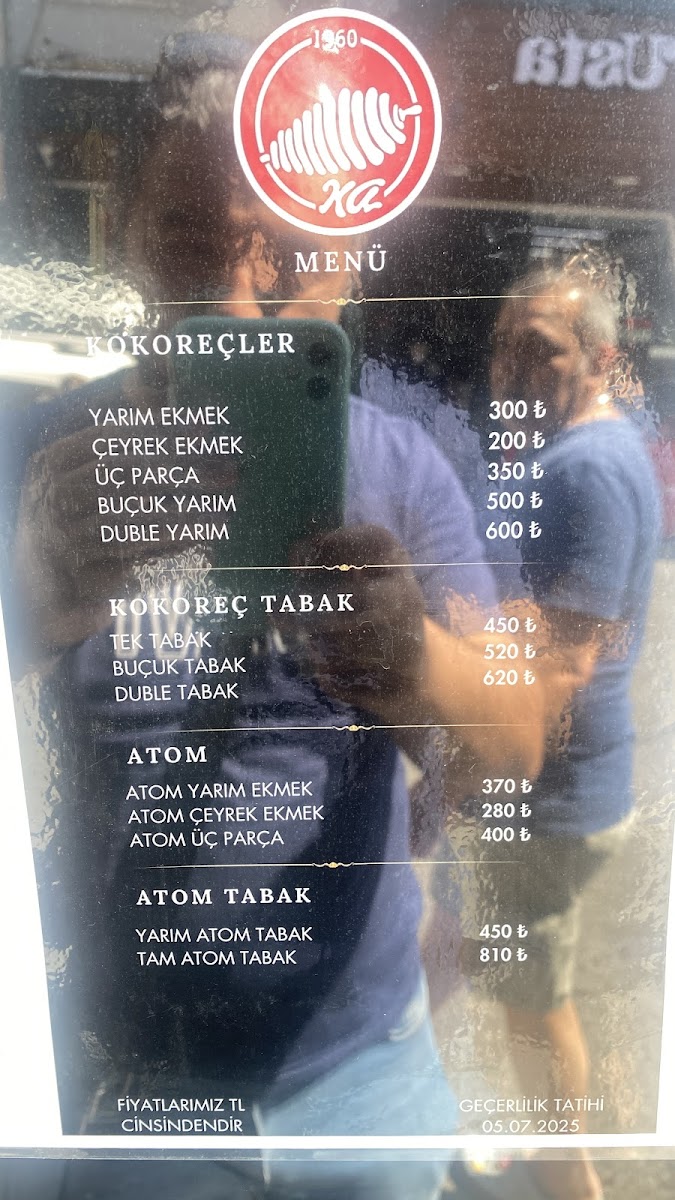 1960
Usta
KA
MENÜ
KOKOREÇLER
YARIM EKMEK 300 ₺
ÇEYREK EKMEK 200 ₺
ÜÇ PARÇA 350 ₺
BUÇUK YARIM 500 ₺
DUBLE YARIM 600 ₺
KOKOREÇ TABAK
TEK TABAK 450 ₺
BUÇUK TABAK 520 ₺
DUBLE TABAK 620 ₺
ATOM
ATOM YARIM EKMEK 370 ₺
ATOM ÇEYREK EKMEK 280 ₺
ATOM ÜÇ PARÇA 400 ₺
ATOM TABAK
YARIM ATOM TABAK 450 ₺
TAM ATOM TABAK 810 ₺
FİYATLARIMIZ TL
CİNSİNDENDİR
GEÇERLİLİK TATİHİ
05.07.2025